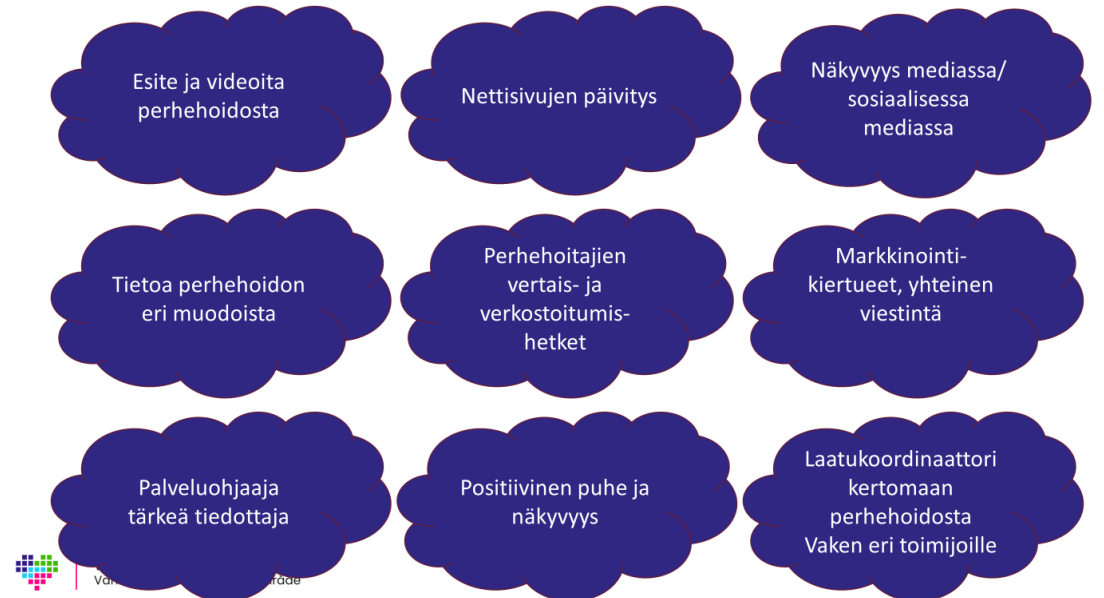 Esite ja videoita
perhehoidosta
Nettisivujen päivitys
Näkyvyys mediassa/
sosiaalisessa
mediassa
Tietoa perhehoidon
eri muodoista
Perhehoitajien
vertais- ja
verkostoitumis-
hetket
Markkinointi-
kiertueet, yhteinen
viestintä
Palveluohjaaja
tärkeä tiedottaja
Positiivinen puhe ja
näkyvyys
Laatukoordinaattori
kertomaan
perhehoidosta
Vaken eri toimijoille